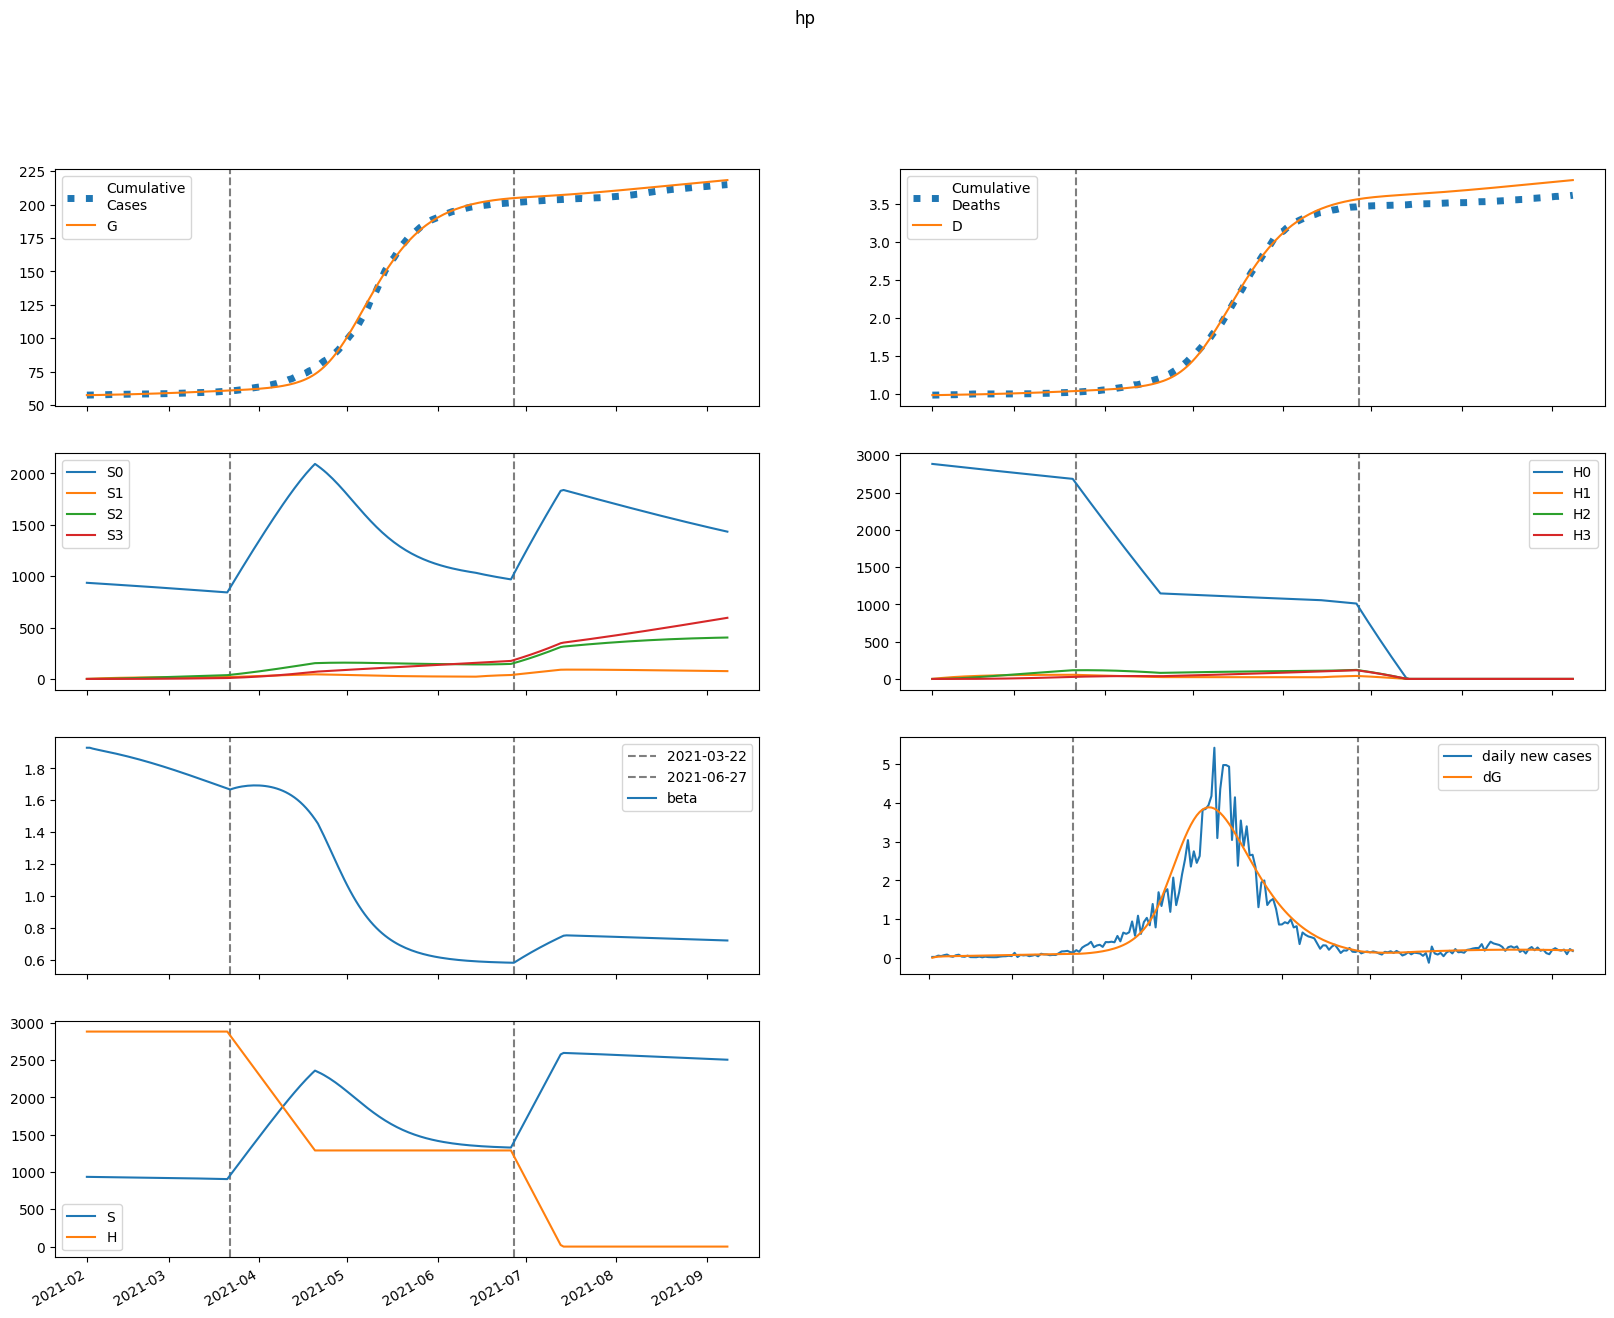 hp
225
200
175
150
125
100
75
50
Cumulative
Cases
G
3.5
3.0
2.5
2.0
1.5
1.0
Cumulative
Deaths
D
2000
1500
1000
500
0
S0
S1
S2
S3
3000
2500
2000
1500
1000
500
0
H0
H1
H2
H3
1.8
1.6
1.4
1.2
1.0
0.8
0.6
2021-03-22
2021-06-27
beta
5
4
3
2
1
0
daily new cases
dG
3000
2500
2000
1500
1000
500
0
S
H
2021-02
2021-03
2021-04
2021-05
2021-06
2021-07
2021-08
2021-09